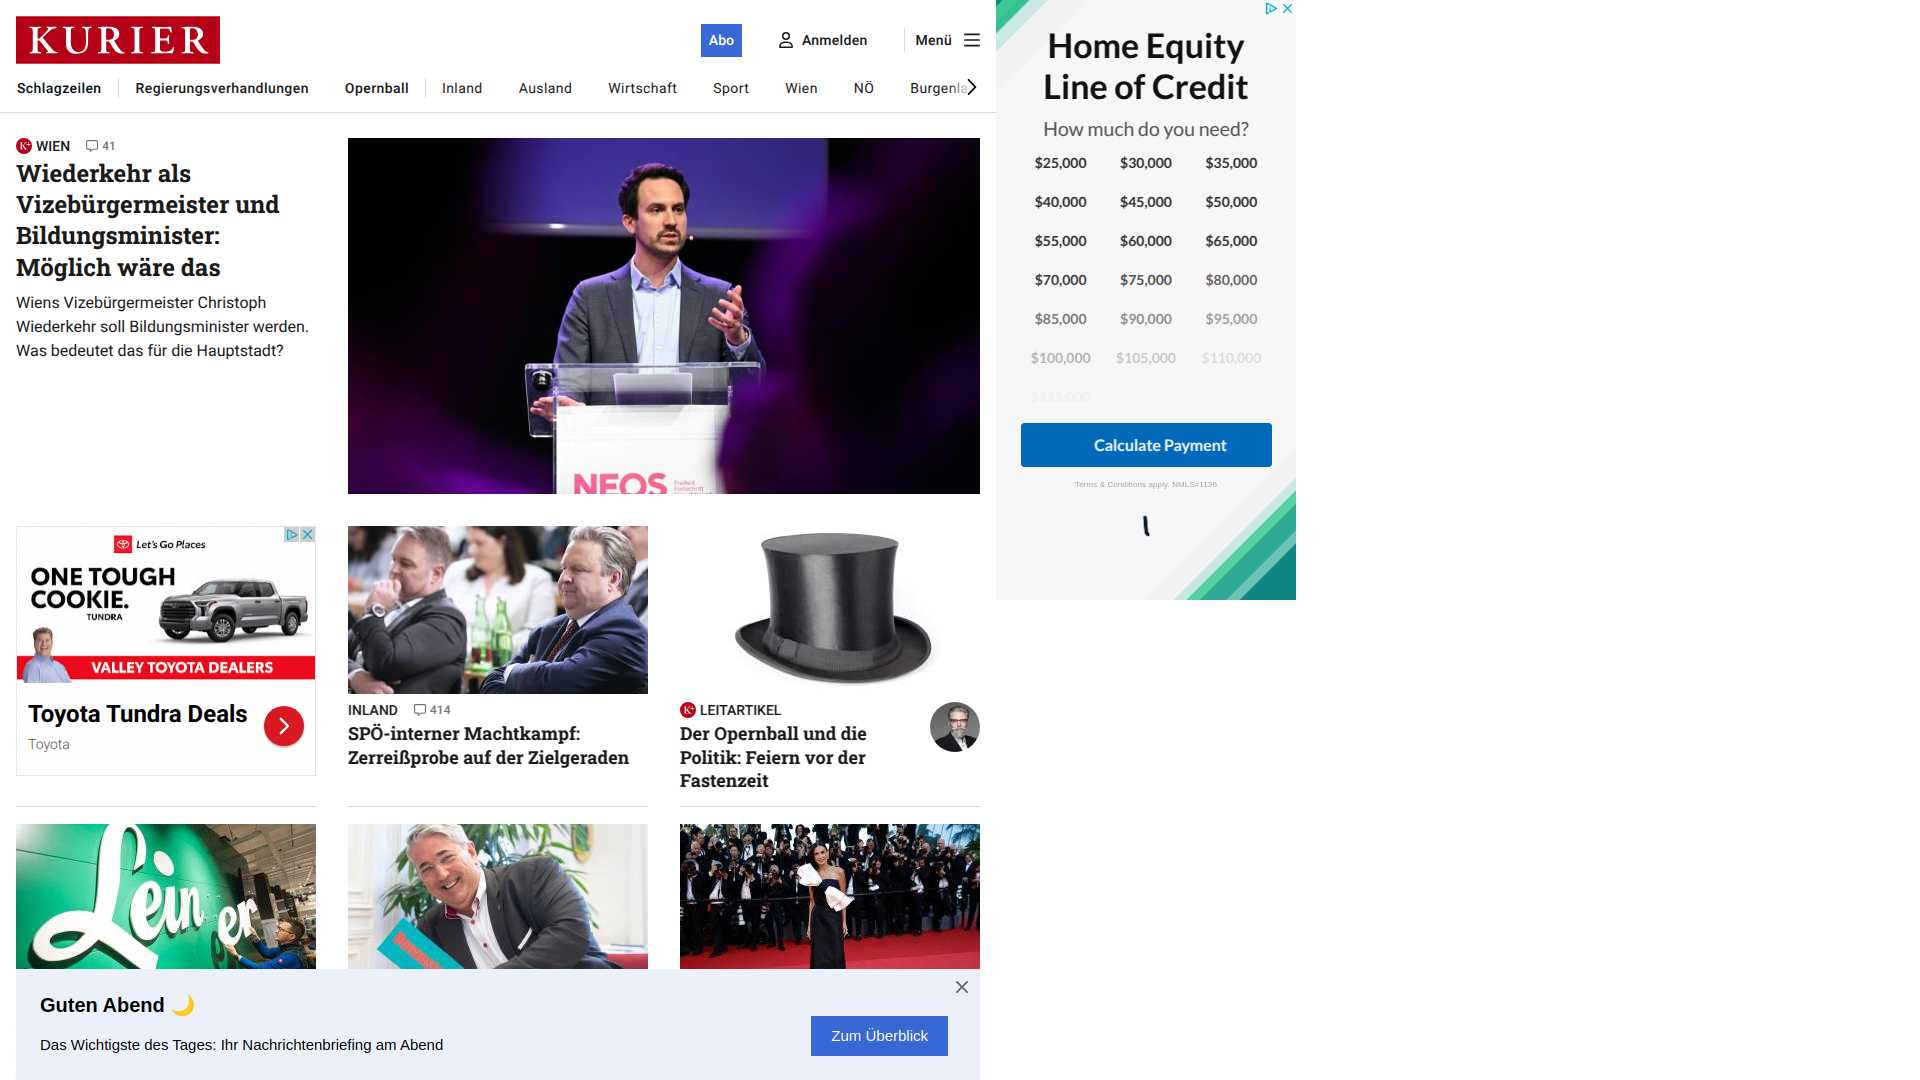 KURIER
Abo
Anmelden
Menü
Schlagzeilen
Regierungsverhandlungen
Opernball
Inland
Ausland
Wirtschaft
Sport
Wien
NÖ
Burgenla
WIEN 41
Wiederkehr als
Vizebürgermeister und
Bildungsminister:
Möglich wäre das
Wiens Vizebürgermeister Christoph
Wiederkehr soll Bildungsminister werden.
Was bedeutet das für die Hauptstadt?
NEOS
Home Equity
Line of Credit
How much do you need?
$25,000 $30,000 $35,000
$40,000 $45,000 $50,000
$55,000 $60,000 $65,000
$70,000 $75,000 $80,000
$85,000 $90,000 $95,000
$100,000 $105,000 $110,000
$115,000
Calculate Payment
Terms & Conditions apply. NMLS#1136
Let's Go Places
ONE TOUGH
COOKIE.
TUNDRA
VALLEY TOYOTA DEALERS
Toyota Tundra Deals
Toyota
INLAND 414
SPÖ-interner Machtkampf:
Zerreißprobe auf der Zielgeraden
LEITARTIKEL
Der Opernball und die
Politik: Feiern vor der
Fastenzeit
Leiner
Guten Abend 🌙
Das Wichtigste des Tages: Ihr Nachrichtenbriefing am Abend
Zum Überblick